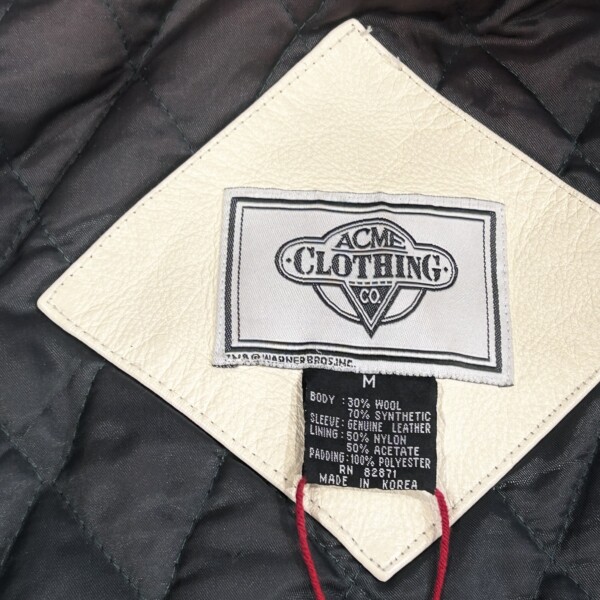 ACME
·CLOTHING·
CO.
TM & © WARNER BROS. INC.
M
BODY : 30% WOOL
70% SYNTHETIC
SLEEVE: GENUINE LEATHER
LINING: 50% NYLON
50% ACETATE
PADDING: 100% POLYESTER
RN 82871
MADE IN KOREA